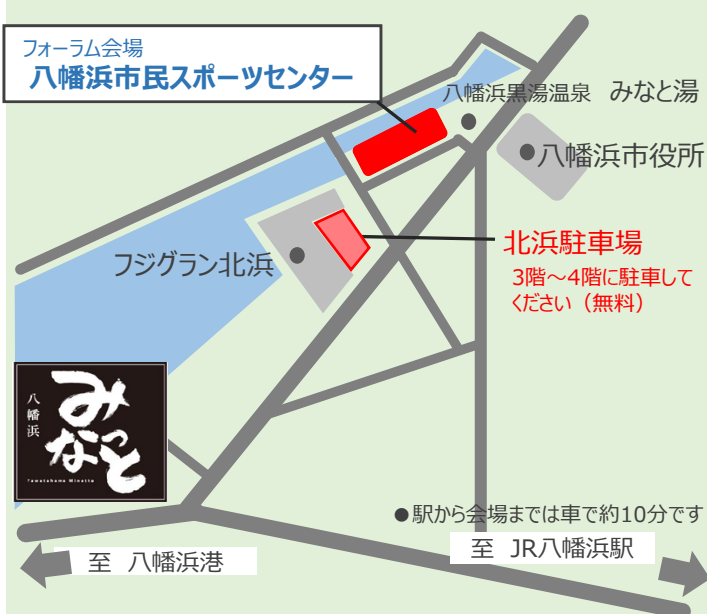 フォーラム会場
八幡浜市民スポーツセンター
八幡浜黒湯温泉 みなと湯
●八幡浜市役所
フジグラン北浜
北浜駐車場
3階～4階に駐車して
ください（無料）
八幡浜
みなっと
Yawatahama Minatto
●駅から会場までは車で約10分です
至 八幡浜港
至 JR八幡浜駅